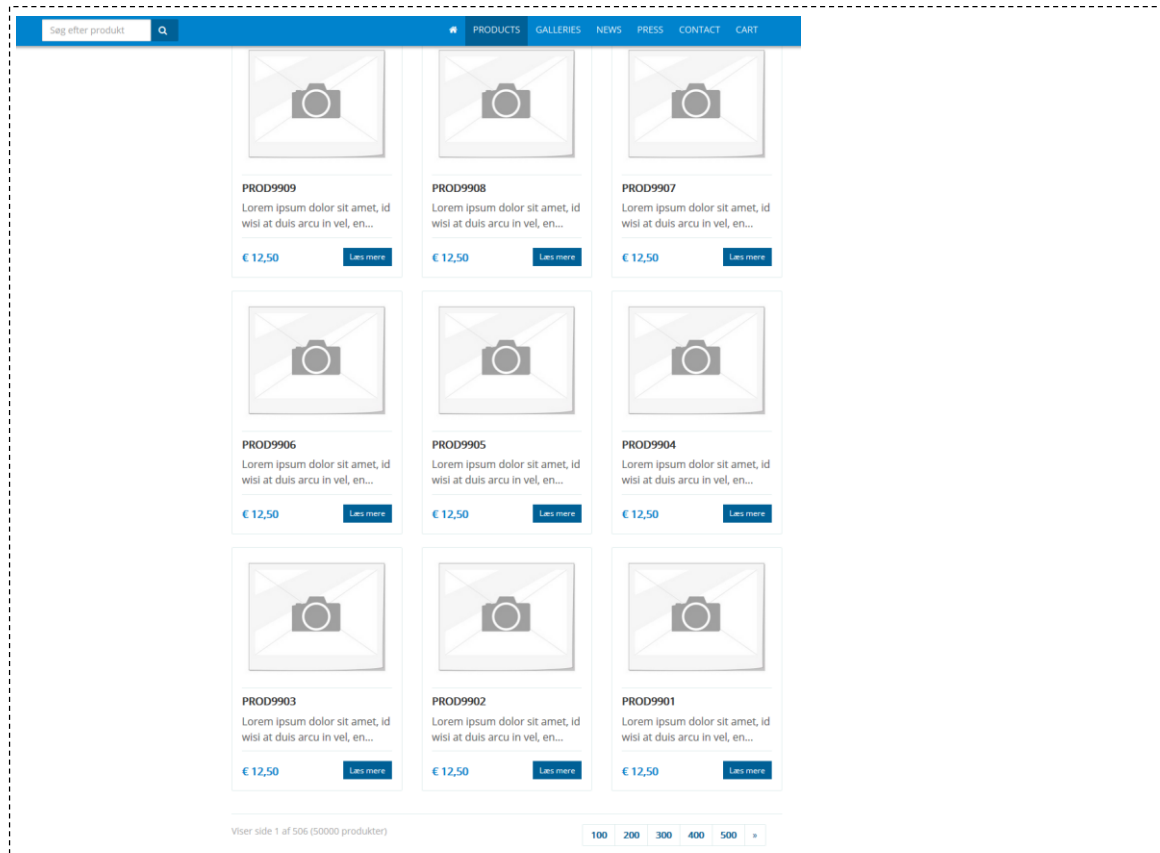 Søg efter produkt
PRODUCTS GALLERIES NEWS PRESS CONTACT CART
PROD9909 PROD9908 PROD9907
Lorem ipsum dolor sit amet, id Lorem ipsum dolor sit amet, id Lorem ipsum dolor sit amet, id
wisi at duis arcu in vel, en... wisi at duis arcu in vel, en... wisi at duis arcu in vel, en...
€ 12,50 Læs mere € 12,50 Læs mere € 12,50 Læs mere
PROD9906 PROD9905 PROD9904
Lorem ipsum dolor sit amet, id Lorem ipsum dolor sit amet, id Lorem ipsum dolor sit amet, id
wisi at duis arcu in vel, en... wisi at duis arcu in vel, en... wisi at duis arcu in vel, en...
€ 12,50 Læs mere € 12,50 Læs mere € 12,50 Læs mere
PROD9903 PROD9902 PROD9901
Lorem ipsum dolor sit amet, id Lorem ipsum dolor sit amet, id Lorem ipsum dolor sit amet, id
wisi at duis arcu in vel, en... wisi at duis arcu in vel, en... wisi at duis arcu in vel, en...
€ 12,50 Læs mere € 12,50 Læs mere € 12,50 Læs mere
Viser side 1 af 506 (50000 produkter) 100 200 300 400 500 »